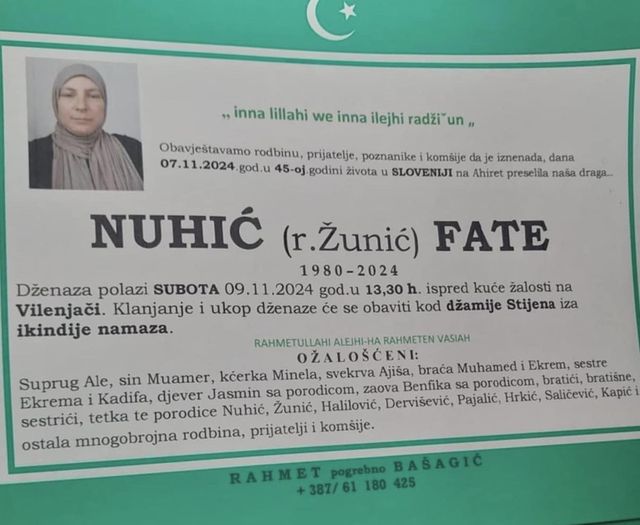 „ inna lillahi we inna ilejhi radži˘un „
Obavještavamo rodbinu, prijatelje, poznanike i komšije da je iznenada, dana
07.11.2024.god.u 45-oj.godini života u SLOVENIJI na Ahiret preselila naša draga..
NUHIĆ (r.Žunić) FATE
1980-2024
Dženaza polazi SUBOTA 09.11.2024 god.u 13,30 h. ispred kuće žalosti na
Vilenjači. Klanjanje i ukop dženaze će se obaviti kod džamije Stijena iza
ikindije namaza.
RAHMETULLAHI ALEJHI-HA RAHMETEN VASIAH
OŽALOŠĆENI:
Suprug Ale, sin Muamer, kćerka Minela, svekrva Ajiša, braća Muhamed i Ekrem, sestre
Ekrema i Kadifa, djever Jasmin sa porodicom, zaova Benfika sa porodicom, bratići, bratišne,
sestrići, tetka te porodice Nuhić, Žunić, Halilović, Dervišević, Pajalić, Hrkić, Saličević, Kapić i
ostala mnogobrojna rodbina, prijatelji i komšije.
RAHMET pogrebno BAŠAGIĆ
+387/ 61 180 425